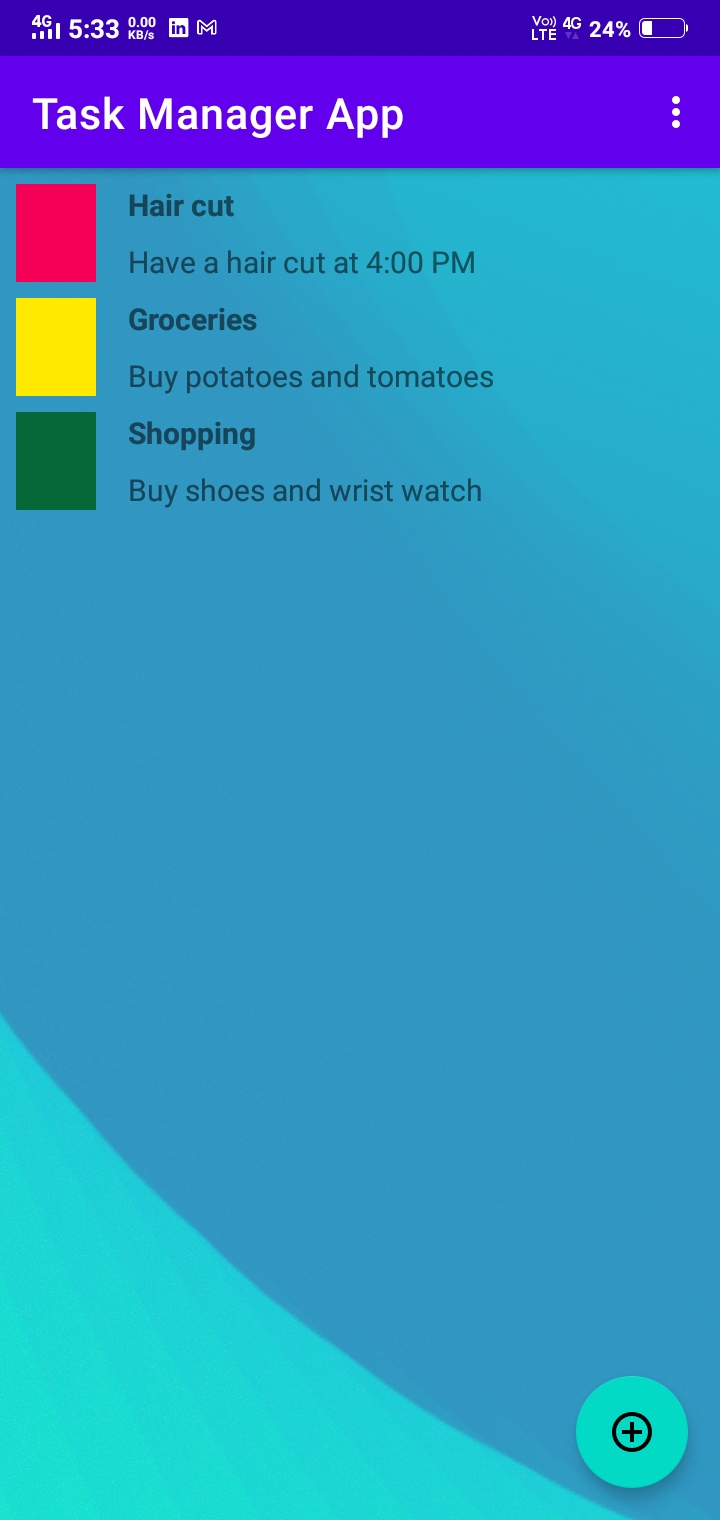 4G 5:33 0.00 KB/s in M Vo)) LTE 4G 24%
Task Manager App
Hair cut
Have a hair cut at 4:00 PM
Groceries
Buy potatoes and tomatoes
Shopping
Buy shoes and wrist watch